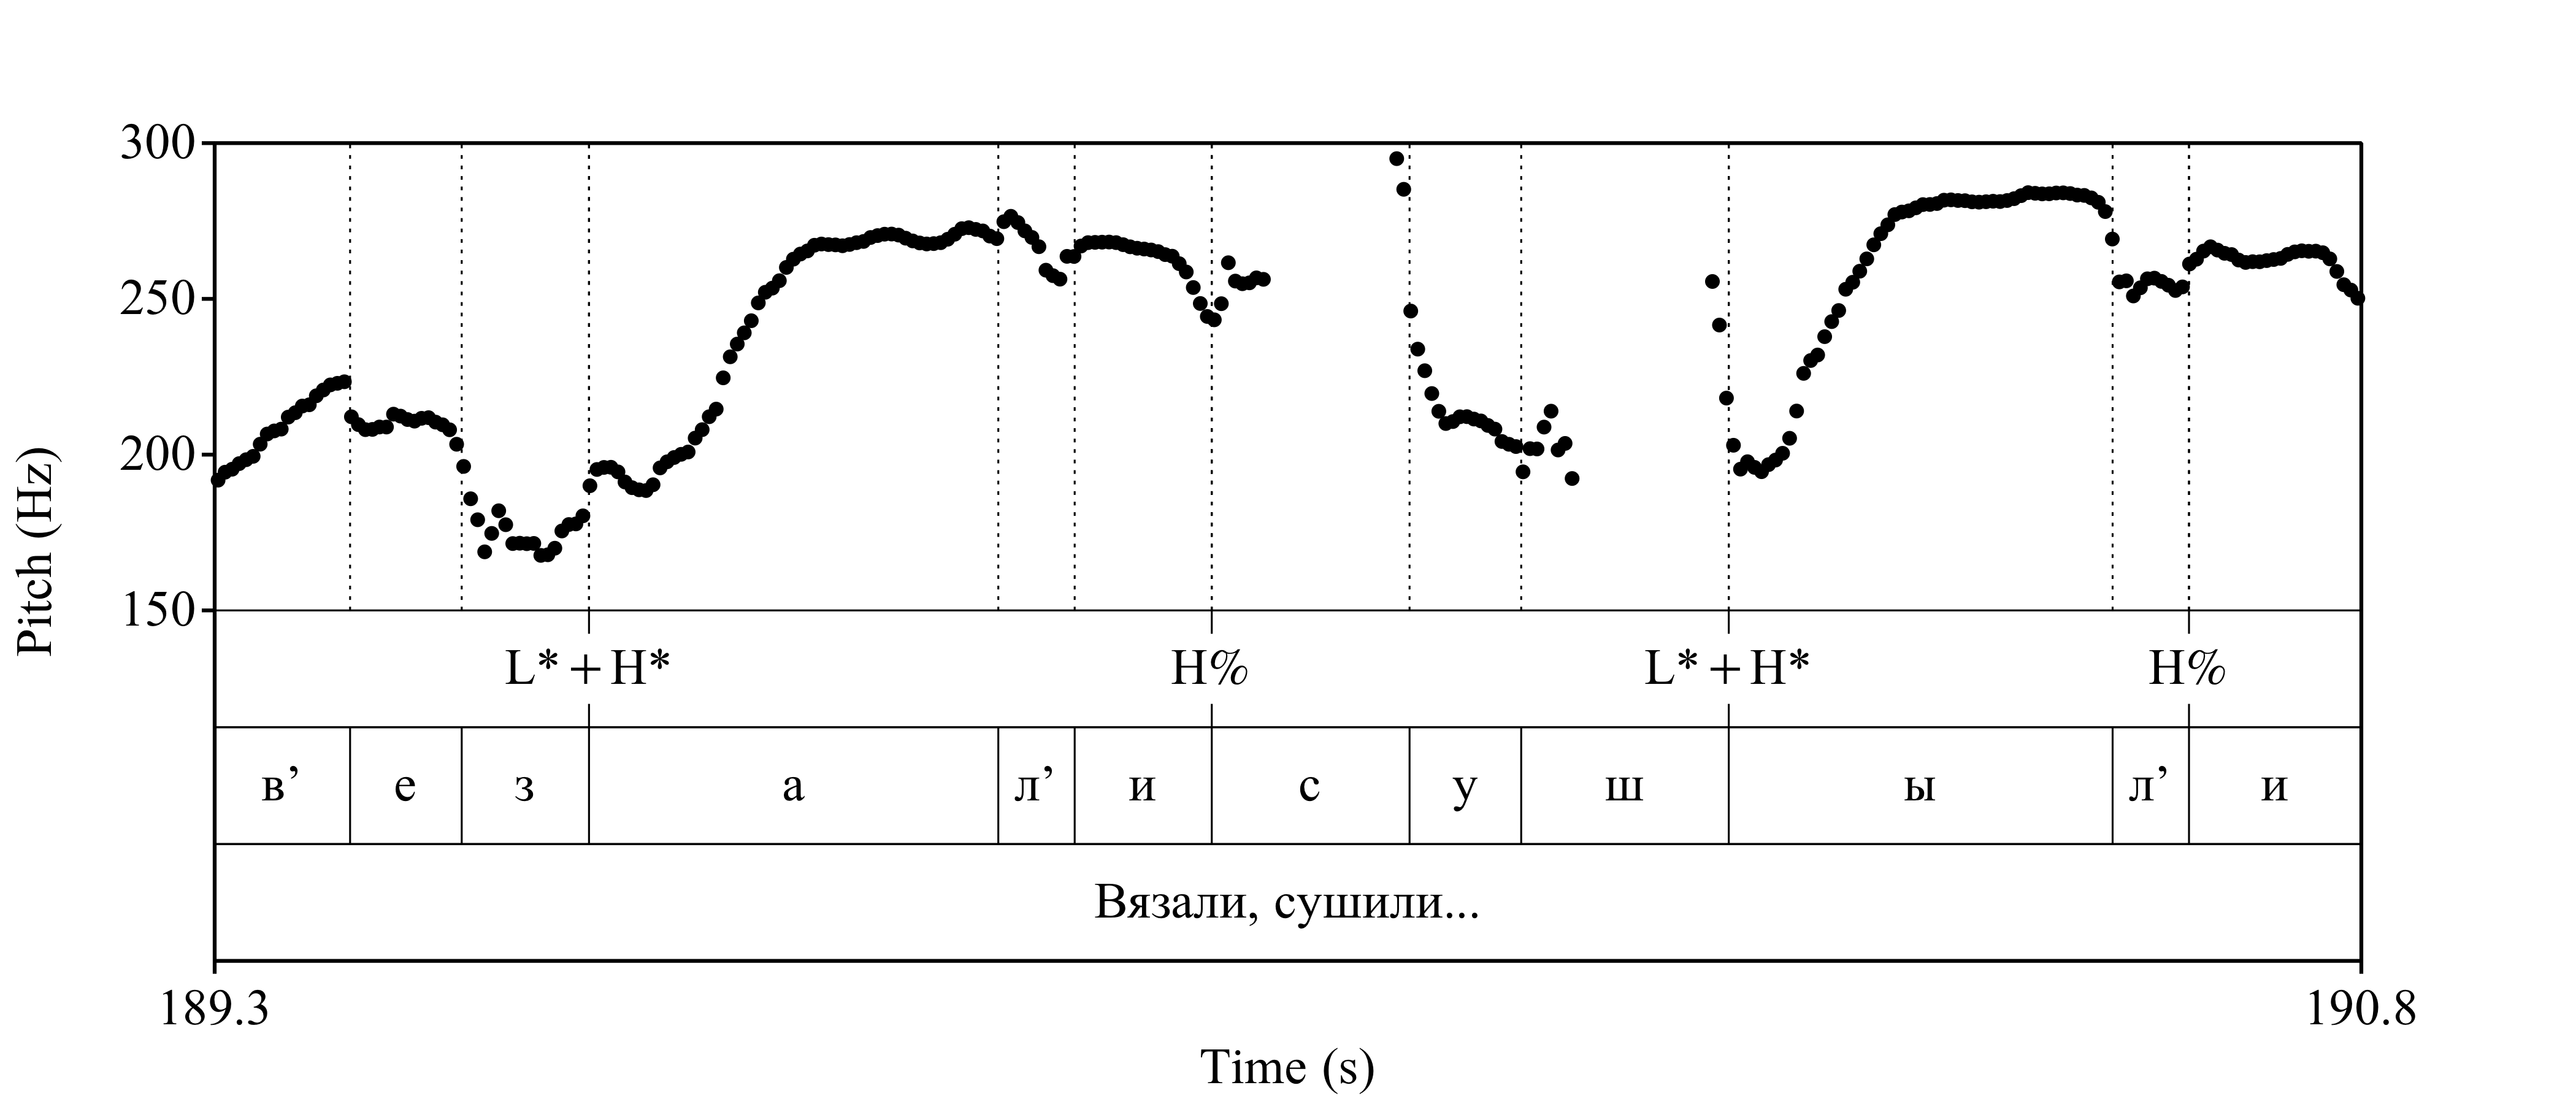 300
250
200
150
Pitch (Hz)
L*+H* H% L*+H* H%
в’ е з а л’ и с у ш ы л’ и
Вязали, сушили...
189.3 190.8
Time (s)